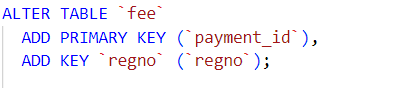 ALTER TABLE `fee`
ADD PRIMARY KEY (`payment_id`),
ADD KEY `regno` (`regno`);